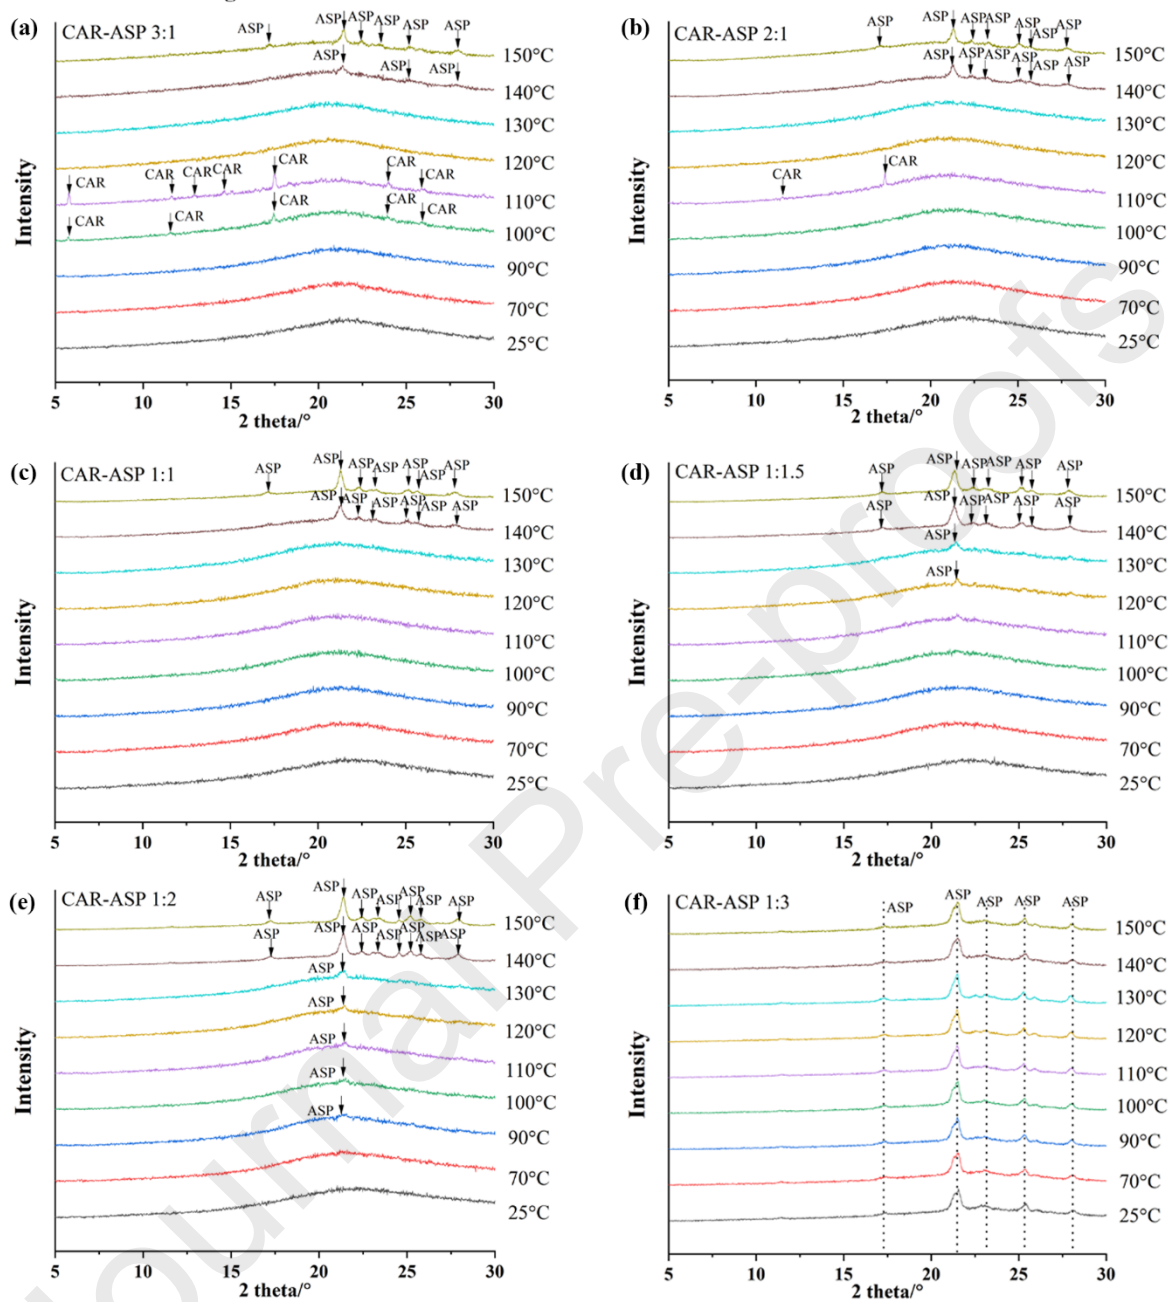 (a) CAR-ASP 3:1
ASP ASP ASP ASP ASP ASP
150°C
ASP ASP ASP
140°C
130°C
120°C
CAR CAR CAR CAR CAR CAR CAR
110°C
CAR CAR CAR CAR CAR
100°C
90°C
70°C
25°C
Intensity
5 10 15 20 25 30
2 theta/°
(b) CAR-ASP 2:1
ASP ASP ASP ASP ASP ASP ASP
150°C
ASP ASP ASP ASP ASP ASP
140°C
130°C
120°C
CAR CAR
110°C
100°C
90°C
70°C
25°C
Intensity
5 10 15 20 25 30
2 theta/°
(c) CAR-ASP 1:1
ASP ASP ASP ASP ASP ASP ASP
150°C
ASP ASP ASP ASP ASP ASP
140°C
130°C
120°C
110°C
100°C
90°C
70°C
25°C
Intensity
5 10 15 20 25 30
2 theta/°
(d) CAR-ASP 1:1.5
ASP ASP ASP ASP ASP ASP ASP
150°C
ASP ASP ASP ASP ASP ASP ASP
140°C
ASP
130°C
ASP
120°C
110°C
100°C
90°C
70°C
25°C
Intensity
5 10 15 20 25 30
2 theta/°
(e) CAR-ASP 1:2
ASP ASP ASP ASP ASP ASP ASP
150°C
ASP ASP ASP ASP ASP ASP ASP
140°C
ASP
130°C
ASP
120°C
ASP
110°C
ASP
100°C
ASP
90°C
70°C
25°C
Intensity
5 10 15 20 25 30
2 theta/°
(f) CAR-ASP 1:3
ASP ASP ASP ASP ASP
150°C
140°C
130°C
120°C
110°C
100°C
90°C
70°C
25°C
Intensity
5 10 15 20 25 30
2 theta/°
Journal Pre-proofs